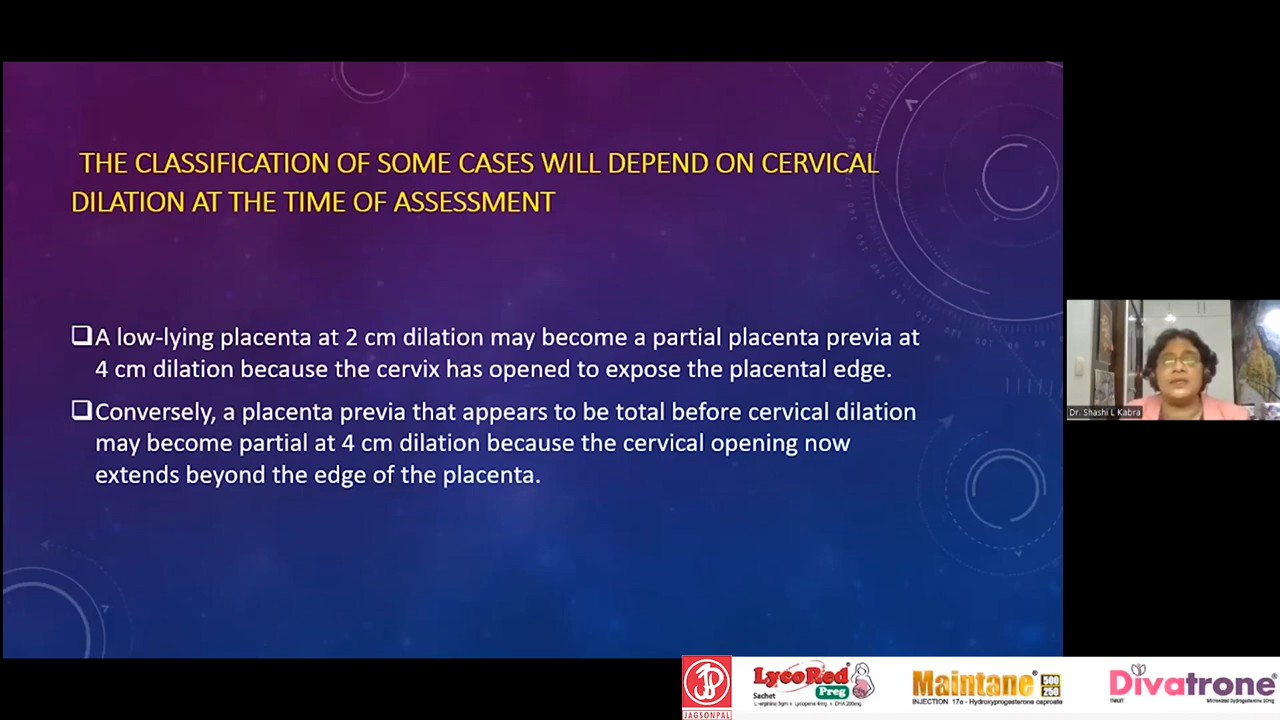 THE CLASSIFICATION OF SOME CASES WILL DEPEND ON CERVICAL
DILATION AT THE TIME OF ASSESSMENT
❑A low-lying placenta at 2 cm dilation may become a partial placenta previa at
4 cm dilation because the cervix has opened to expose the placental edge.
❑Conversely, a placenta previa that appears to be total before cervical dilation
may become partial at 4 cm dilation because the cervical opening now
extends beyond the edge of the placenta.
Dr. Shashi L Kabra
JAGSONPAL
LycoRed®
Preg
Sachet
L-arginine 3gm + Lycopene 4mg + DHA 200mg
Maintane® 500 250
INJECTION 17α - Hydroxyprogesterone caproate
Divatrone®
TABLET
Micronized Dydrogesterone 10mg